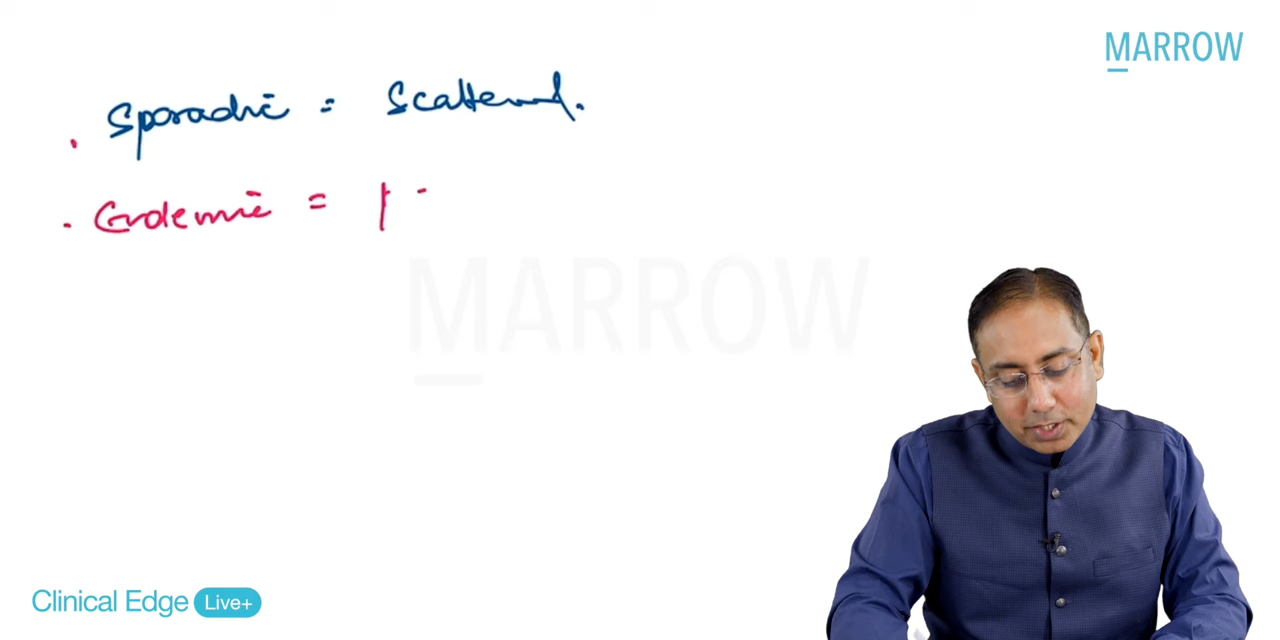 MARROW
· Sporadic = Scattered.
· Endemic =
MARROW
Clinical Edge Live+